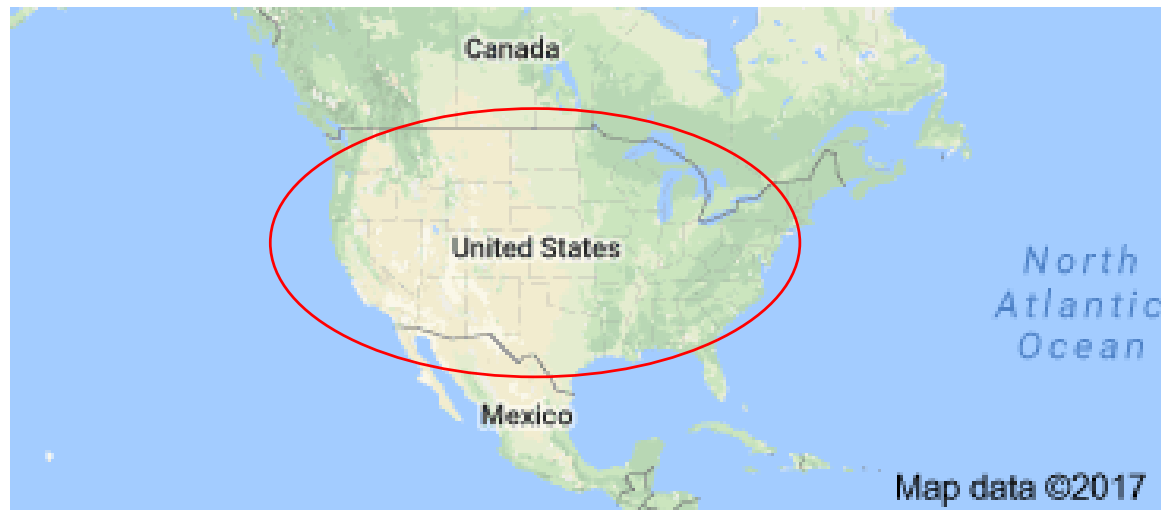 Canada
United States
North
Atlantic
Ocean
Mexico
Map data ©2017